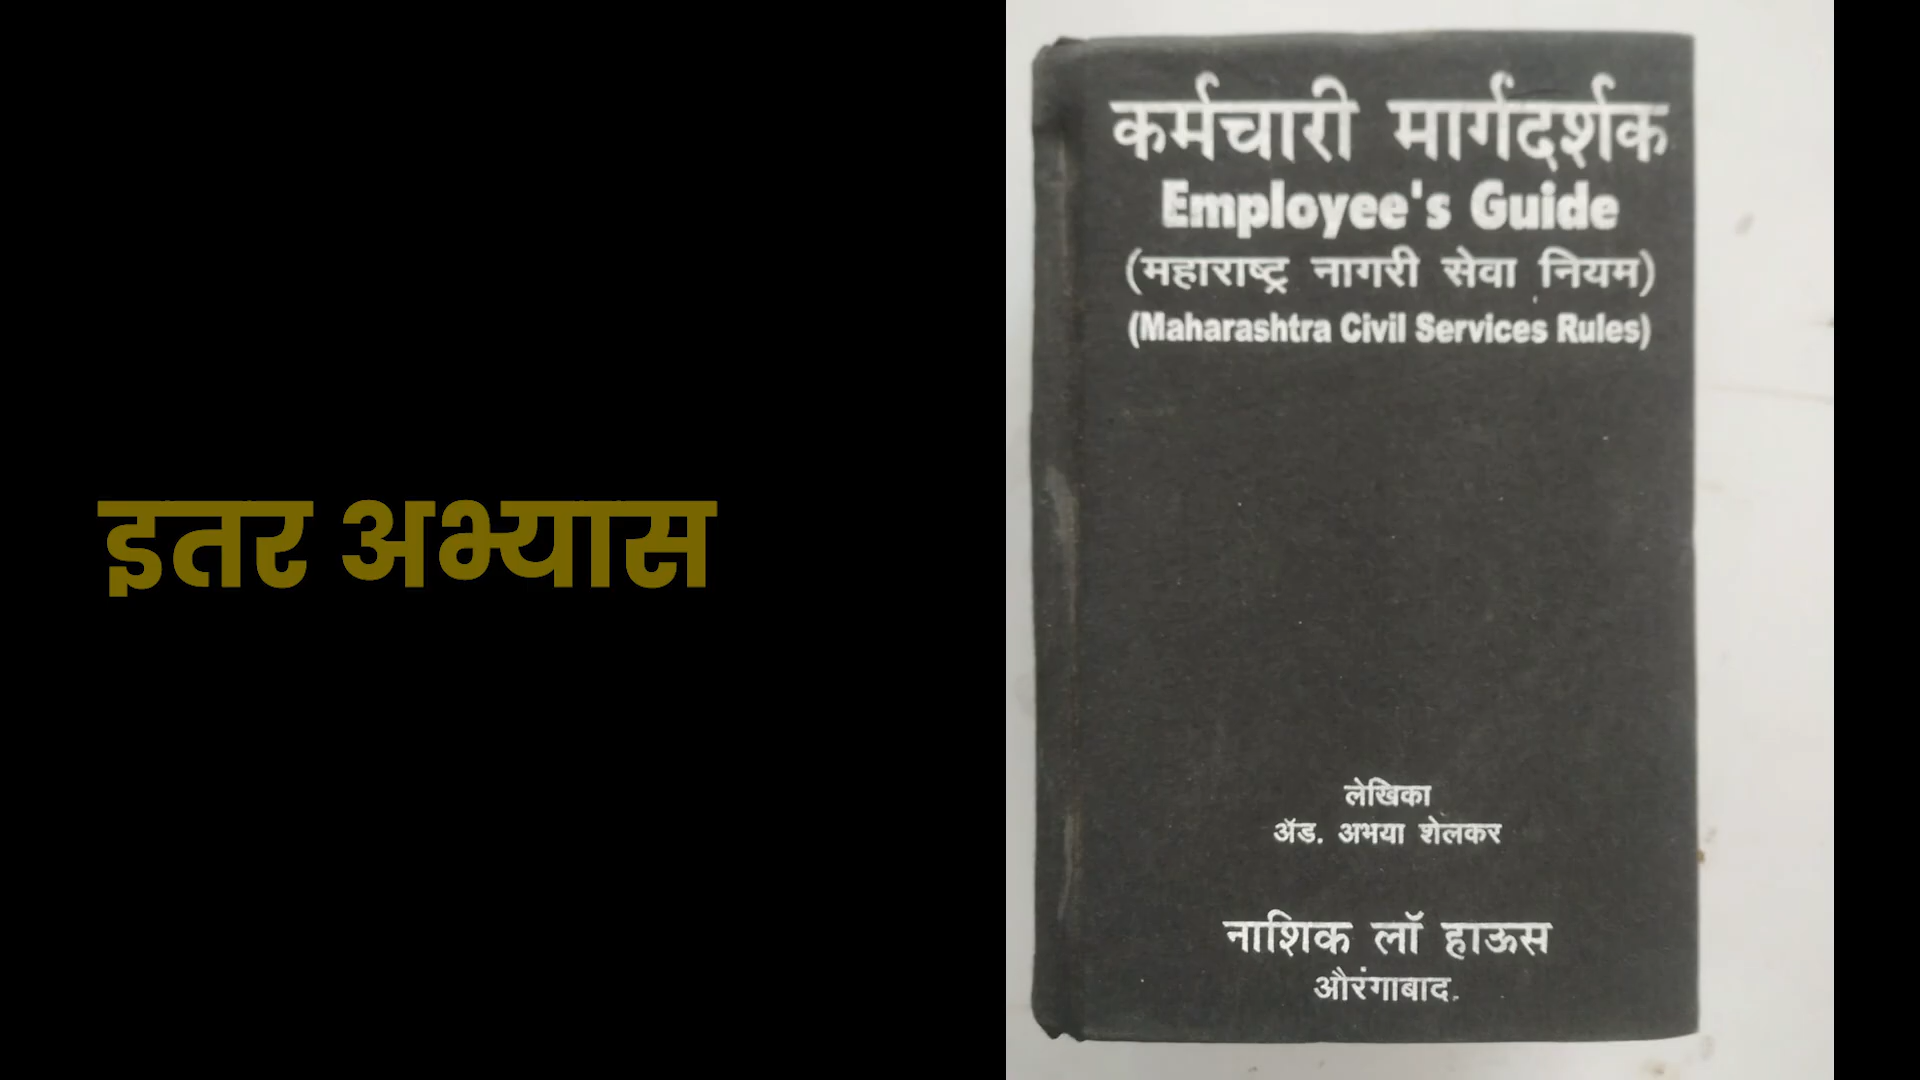 इतर अभ्यास
कर्मचारी मार्गदर्शक
Employee's Guide
(महाराष्ट्र नागरी सेवा नियम)
(Maharashtra Civil Services Rules)
लेखिका
ॲड. अभया शेलकर
नाशिक लॉ हाऊस
औरंगाबाद.